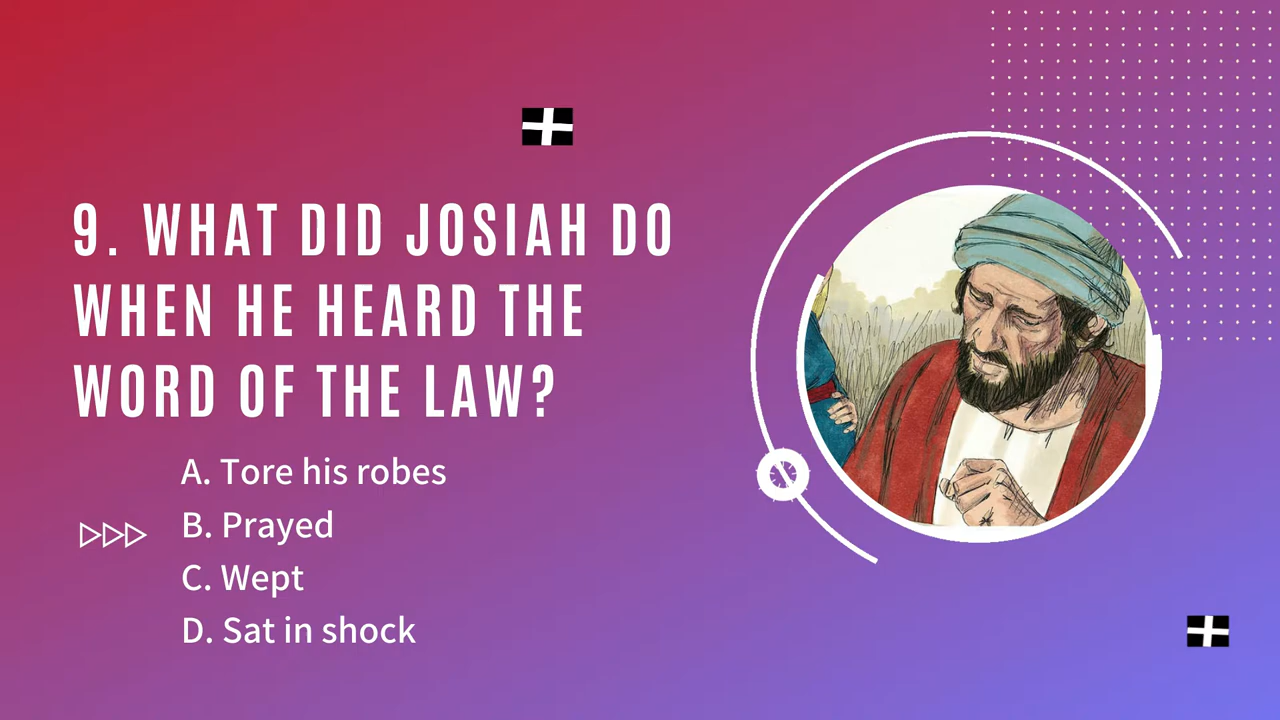 9. WHAT DID JOSIAH DO
WHEN HE HEARD THE
WORD OF THE LAW?
A. Tore his robes
B. Prayed
C. Wept
D. Sat in shock